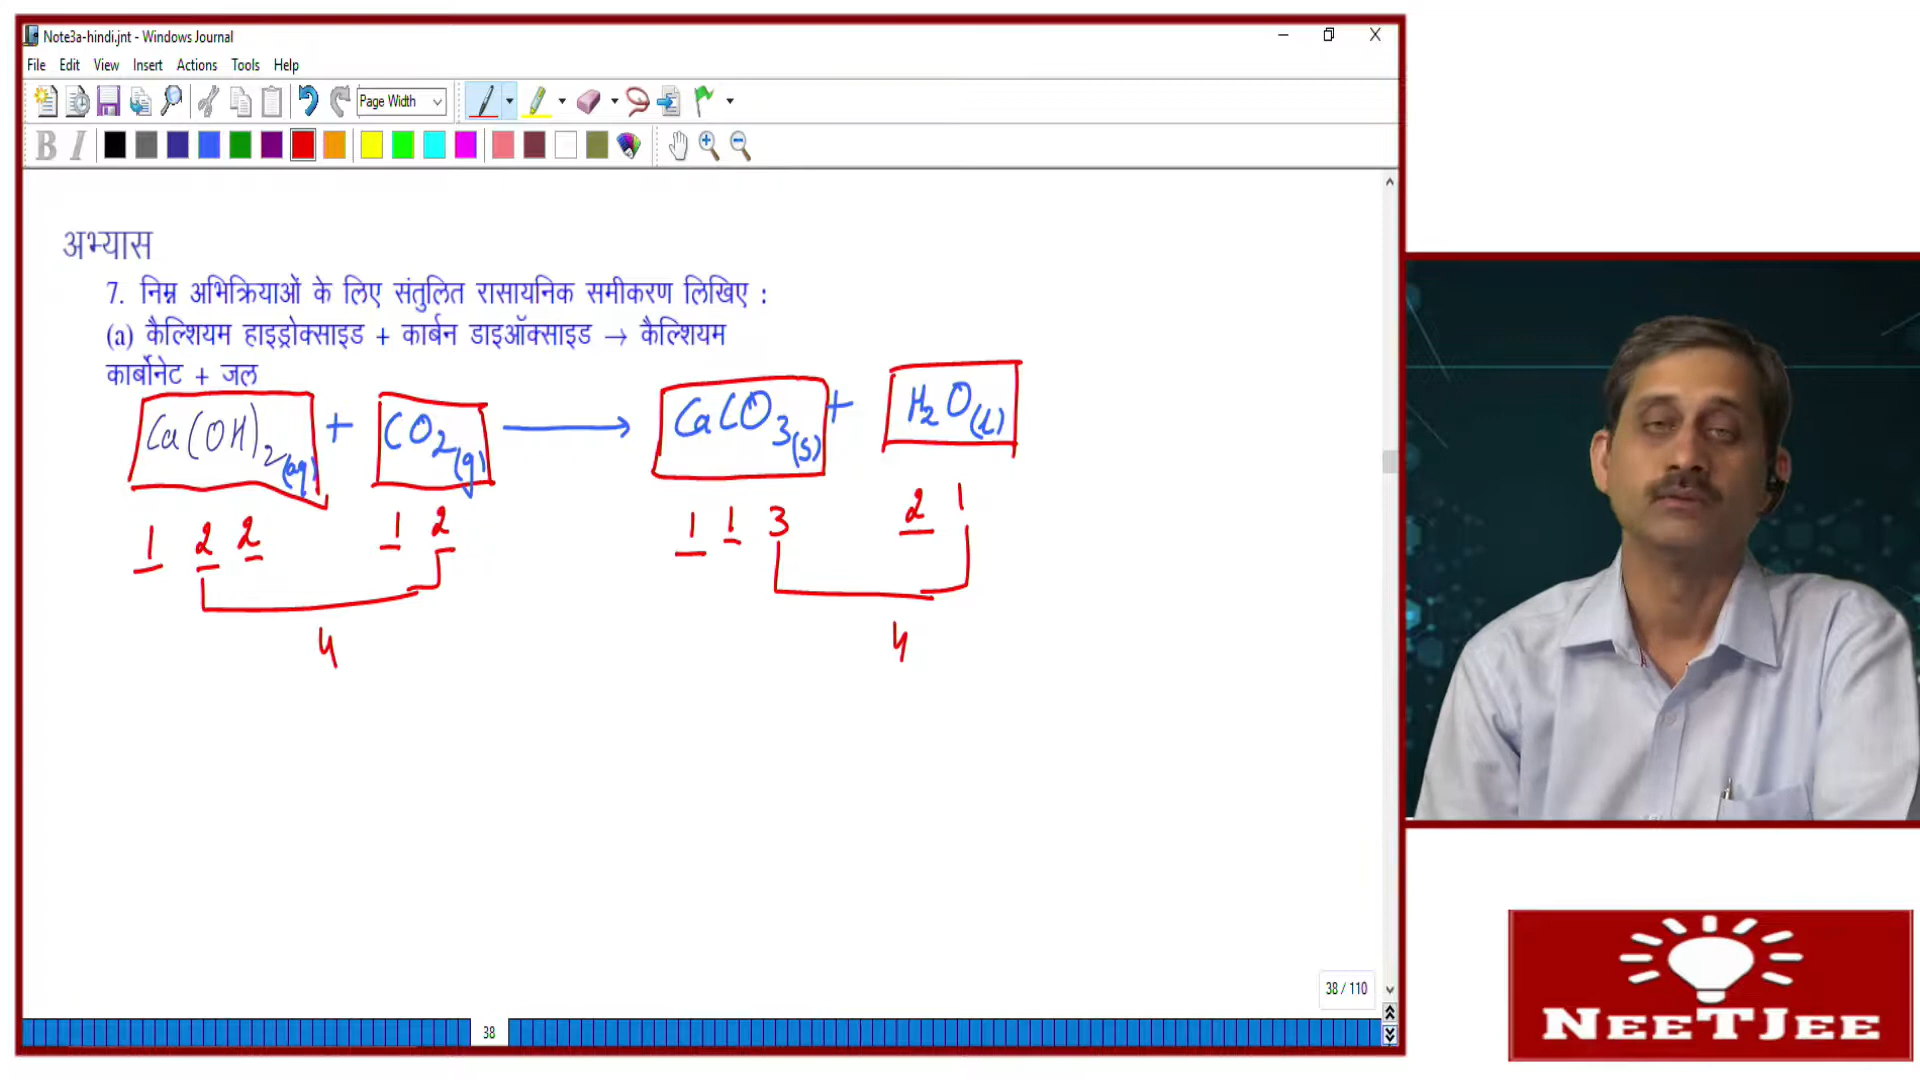 Note3a-hindi.jnt - Windows Journal
File Edit View Insert Actions Tools Help
Page Width
B I
अभ्यास
7. निम्न अभिक्रियाओं के लिए संतुलित रासायनिक समीकरण लिखिए :
(a) कैल्शियम हाइड्रोक्साइड + कार्बन डाइऑक्साइड → कैल्शियम
कार्बोनेट + जल
Ca(OH)2(aq) + CO2(g) → CaCO3(s) + H2O(l)
1 2 2 1 2 1 1 3 2 1
4 4
38 / 110
38
NEETJEE